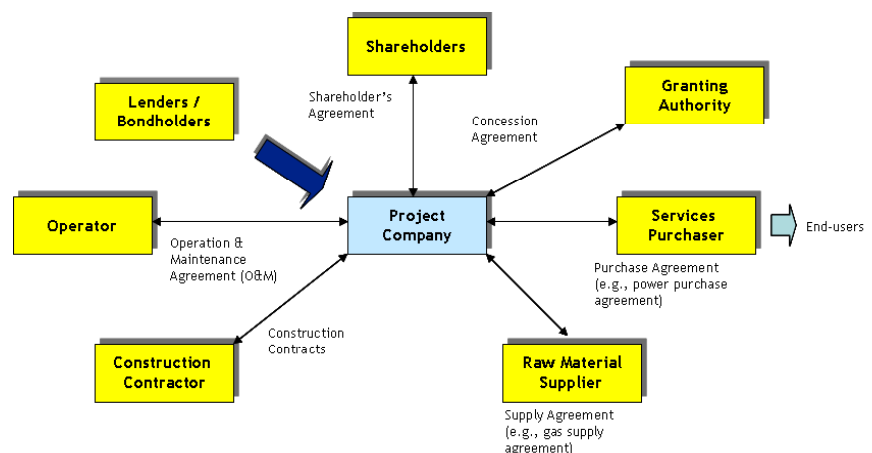 Shareholders
Granting
Authority
Lenders /
Bondholders
Shareholder's
Agreement
Concession
Agreement
Operator
Project
Company
Services
Purchaser
End-users
Operation &
Maintenance
Agreement (O&M)
Purchase Agreement
(e.g., power purchase
agreement)
Construction
Contracts
Construction
Contractor
Raw Material
Supplier
Supply Agreement
(e.g., gas supply
agreement)